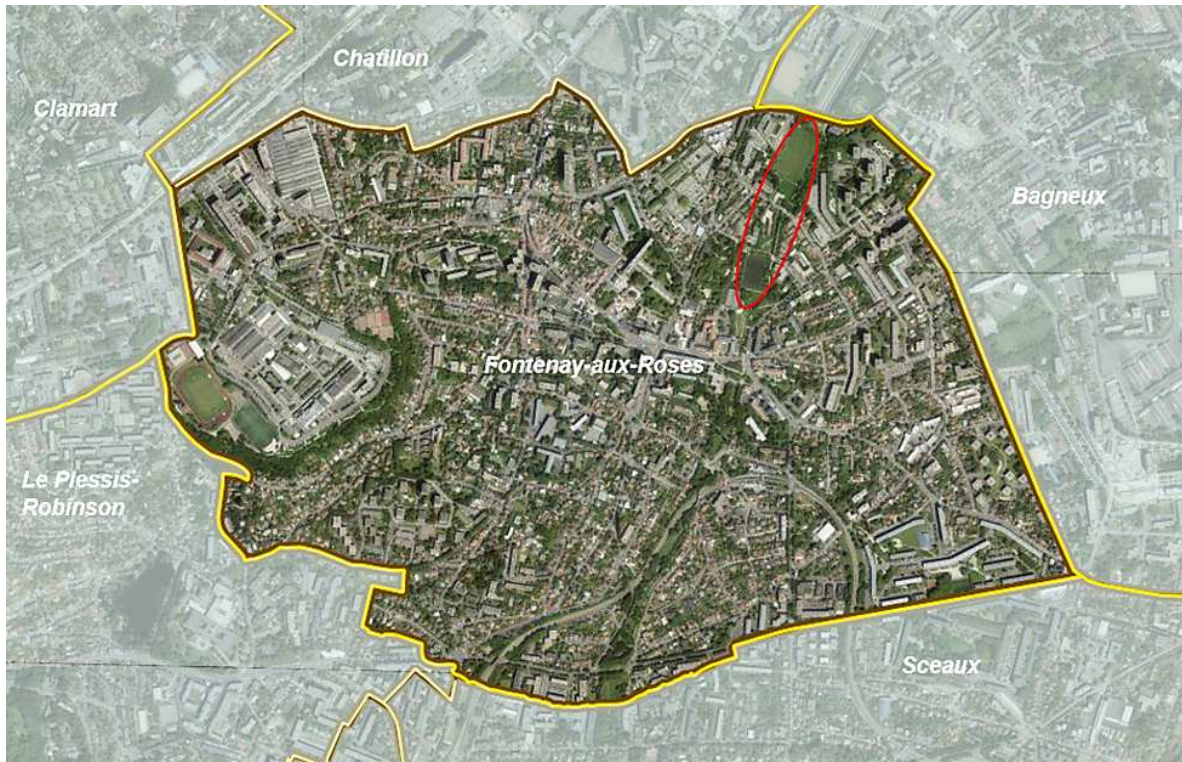 Chatillon
Clamart
Bagneux
Fontenay-aux-Roses
Le Plessis-
Robinson
Sceaux